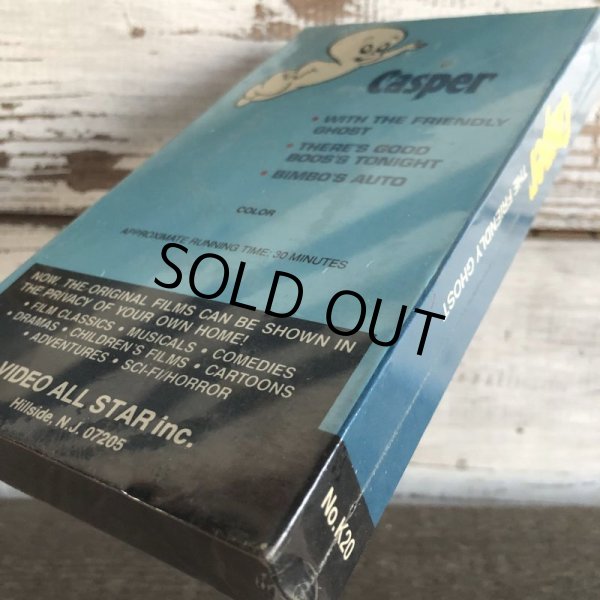 Casper
• WITH THE FRIENDLY
GHOST
• THERE'S GOOD
BOOS'S TONIGHT
• BIMBO'S AUTO
COLOR
APPROXIMATE RUNNING TIME: 30 MINUTES
NOW, THE ORIGINAL FILMS CAN BE SHOWN IN
THE PRIVACY OF YOUR OWN HOME!
• FILM CLASSICS • MUSICALS • COMEDIES
• DRAMAS • CHILDREN'S FILMS • CARTOONS
• ADVENTURES • SCI-FI/HORROR
VIDEO ALL STAR inc.
Hillside, N.J. 07205
Casper
THE FRIENDLY GHOST
No. K20
SOLD OUT